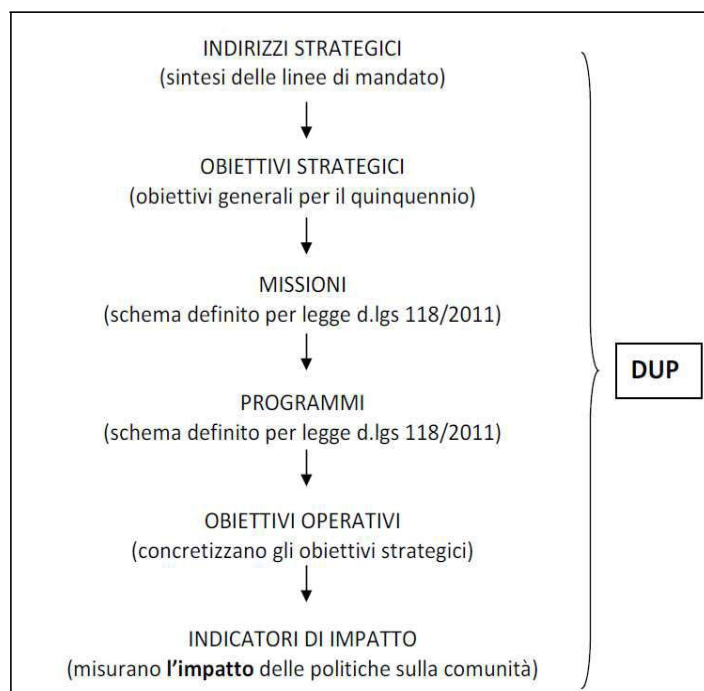 INDIRIZZI STRATEGICI
(sintesi delle linee di mandato)
OBIETTIVI STRATEGICI
(obiettivi generali per il quinquennio)
MISSIONI
(schema definito per legge d.lgs 118/2011)
DUP
PROGRAMMI
(schema definito per legge d.lgs 118/2011)
OBIETTIVI OPERATIVI
(concretizzano gli obiettivi strategici)
INDICATORI DI IMPATTO
(misurano l'impatto delle politiche sulla comunità)